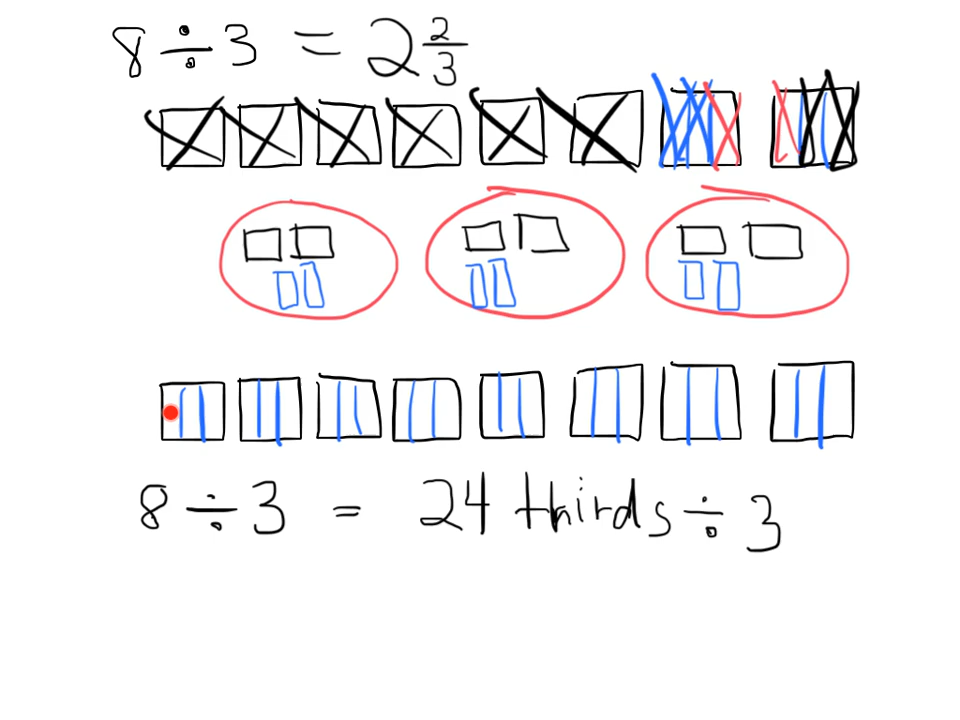 8 ÷ 3 = 2 2/3
8 ÷ 3 = 24 thirds ÷ 3